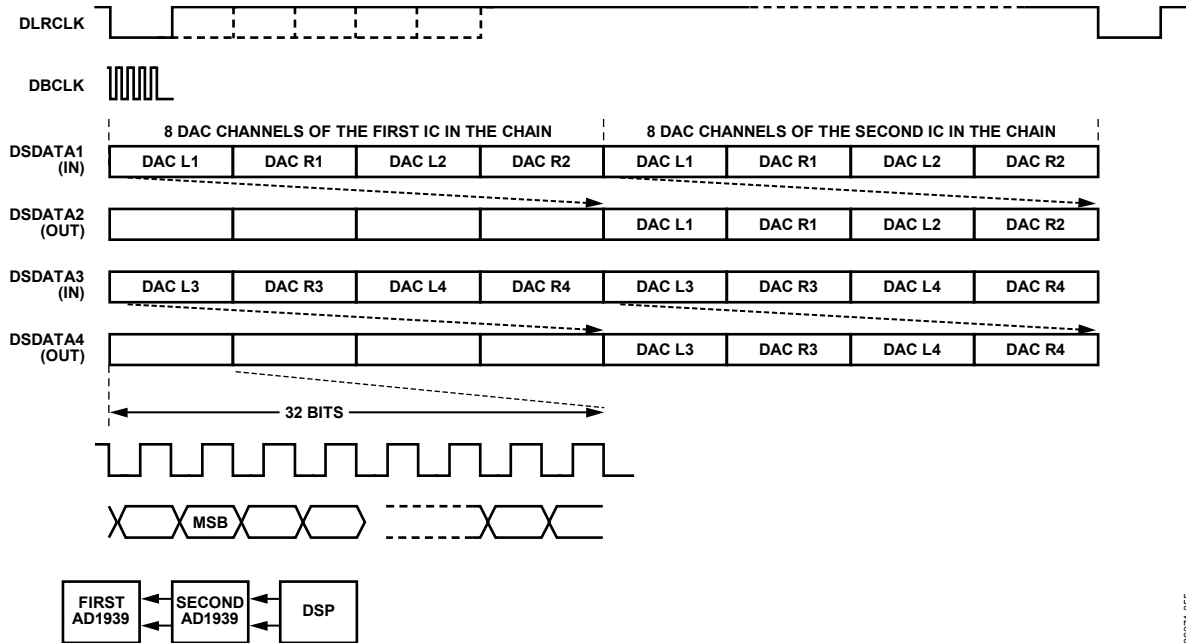 DLRCLK
DBCLK
8 DAC CHANNELS OF THE FIRST IC IN THE CHAIN 8 DAC CHANNELS OF THE SECOND IC IN THE CHAIN
DSDATA1
(IN)
DAC L1 DAC R1 DAC L2 DAC R2 DAC L1 DAC R1 DAC L2 DAC R2
DSDATA2
(OUT)
DAC L1 DAC R1 DAC L2 DAC R2
DSDATA3
(IN)
DAC L3 DAC R3 DAC L4 DAC R4 DAC L3 DAC R3 DAC L4 DAC R4
DSDATA4
(OUT)
DAC L3 DAC R3 DAC L4 DAC R4
32 BITS
MSB
FIRST
AD1939
SECOND
AD1939
DSP